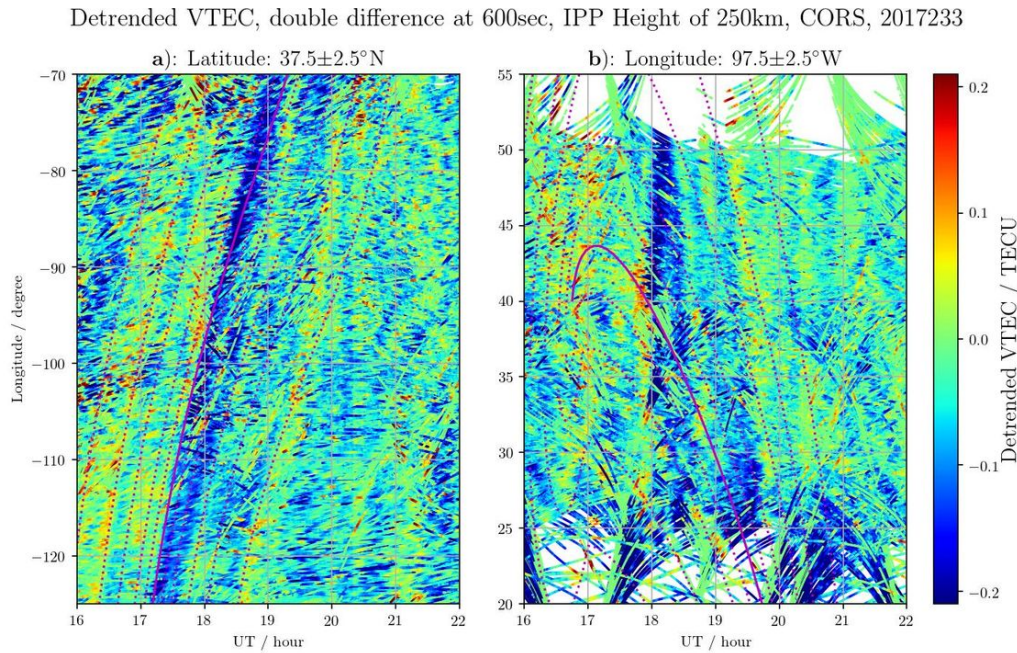 Detrended VTEC, double difference at 600sec, IPP Height of 250km, CORS, 2017233
a): Latitude: 37.5±2.5°N
b): Longitude: 97.5±2.5°W
−70
−80
−90
−100
−110
−120
Longitude / degree
16 17 18 19 20 21 22
UT / hour
55
50
45
40
35
30
25
20
16 17 18 19 20 21 22
UT / hour
0.2
0.1
0.0
−0.1
−0.2
Detrended VTEC / TECU